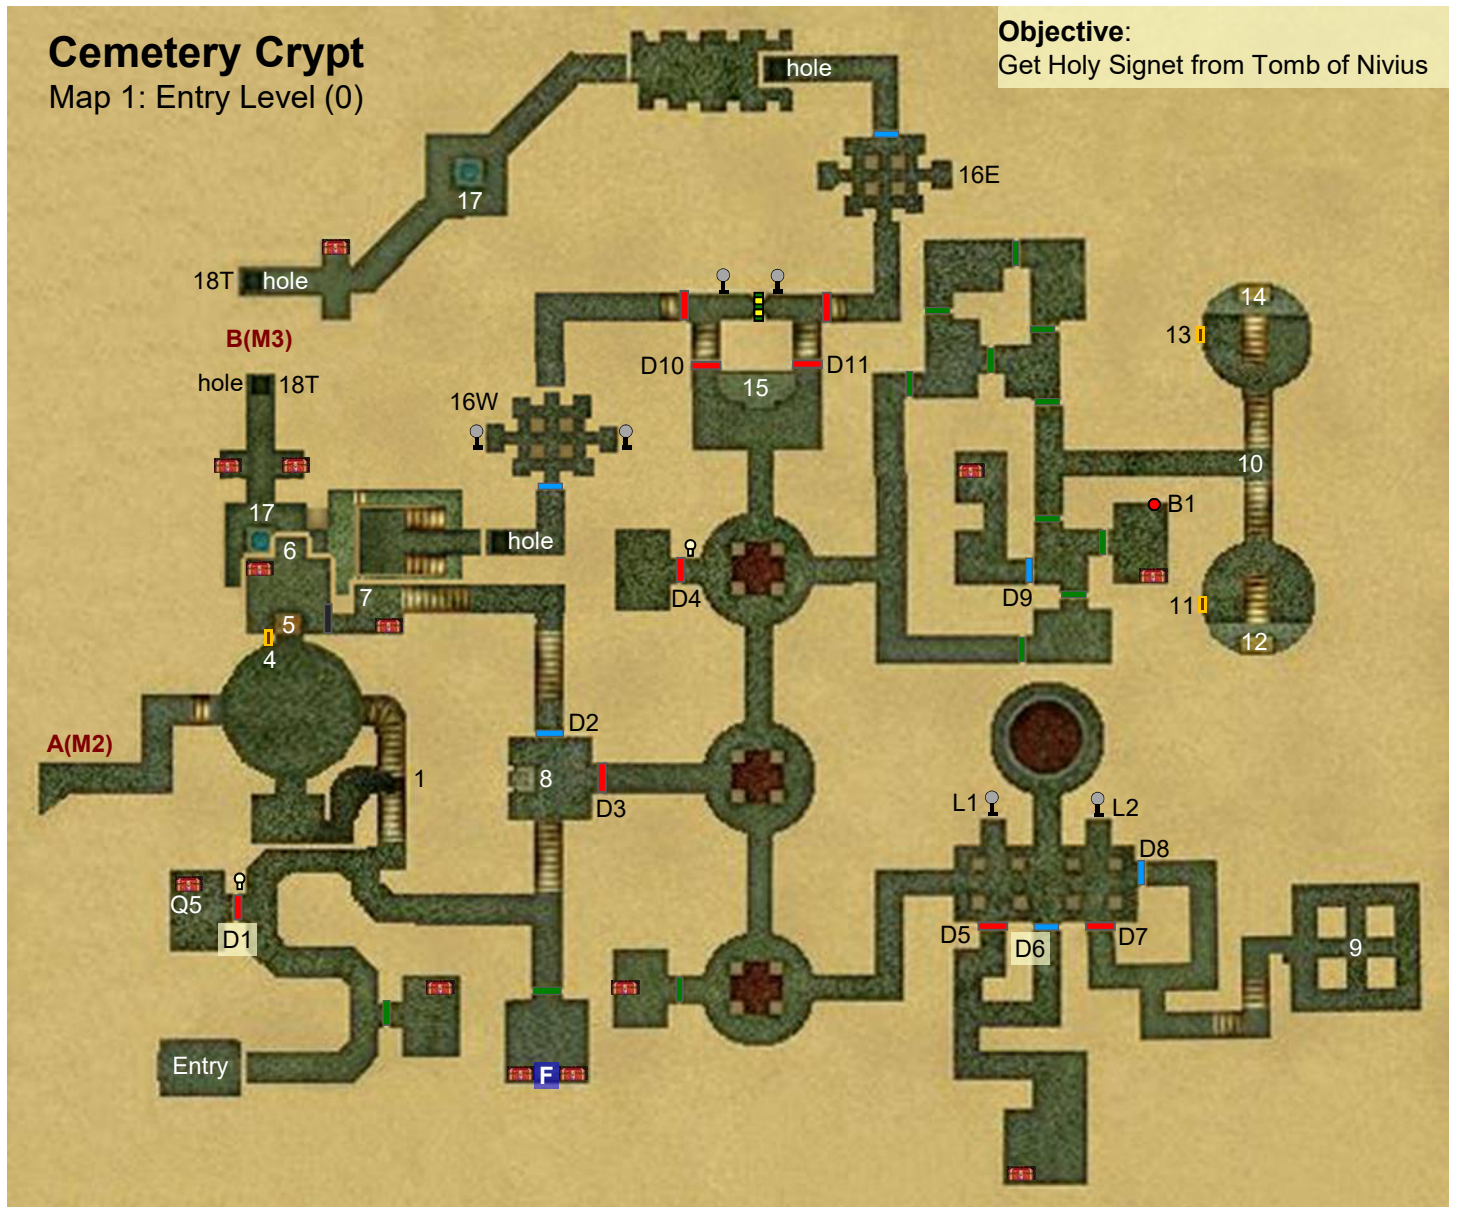 Cemetery Crypt
Map 1: Entry Level (0)
Objective:
Get Holy Signet from Tomb of Nivius
hole
16E
17
18T
hole
14
13
B(M3)
D10
D11
15
hole
18T
16W
10
B1
17
hole
6
D4
D9
7
11
5
12
4
D2
A(M2)
1
8
D3
L1
L2
D8
Q5
D1
D5
D6
D7
9
Entry
F